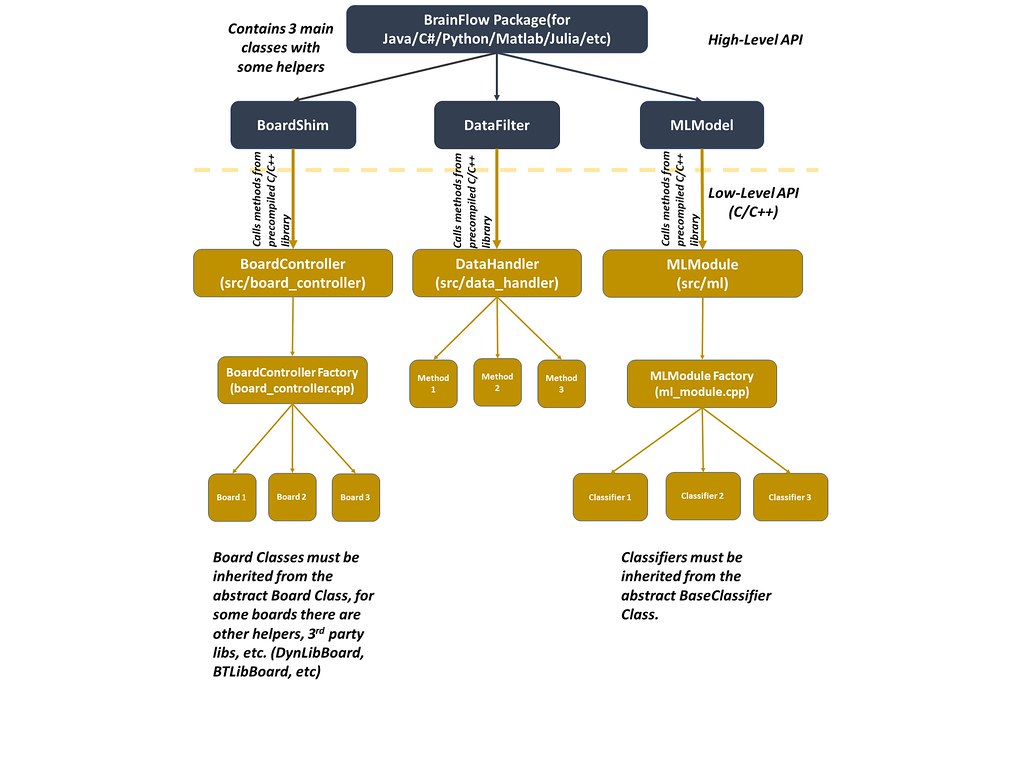 Contains 3 main
classes with
some helpers
BrainFlow Package(for
Java/C#/Python/Matlab/Julia/etc)
High-Level API
BoardShim
DataFilter
MLModel
Calls methods from
precompiled C/C++
library
Calls methods from
precompiled C/C++
library
Calls methods from
precompiled C/C++
library
Low-Level API
(C/C++)
BoardController
(src/board_controller)
DataHandler
(src/data_handler)
MLModule
(src/ml)
BoardController Factory
(board_controller.cpp)
Method
1
Method
2
Method
3
MLModule Factory
(ml_module.cpp)
Board 1
Board 2
Board 3
Classifier 1
Classifier 2
Classifier 3
Board Classes must be
inherited from the
abstract Board Class, for
some boards there are
other helpers, 3rd party
libs, etc. (DynLibBoard,
BTLibBoard, etc)
Classifiers must be
inherited from the
abstract BaseClassifier
Class.